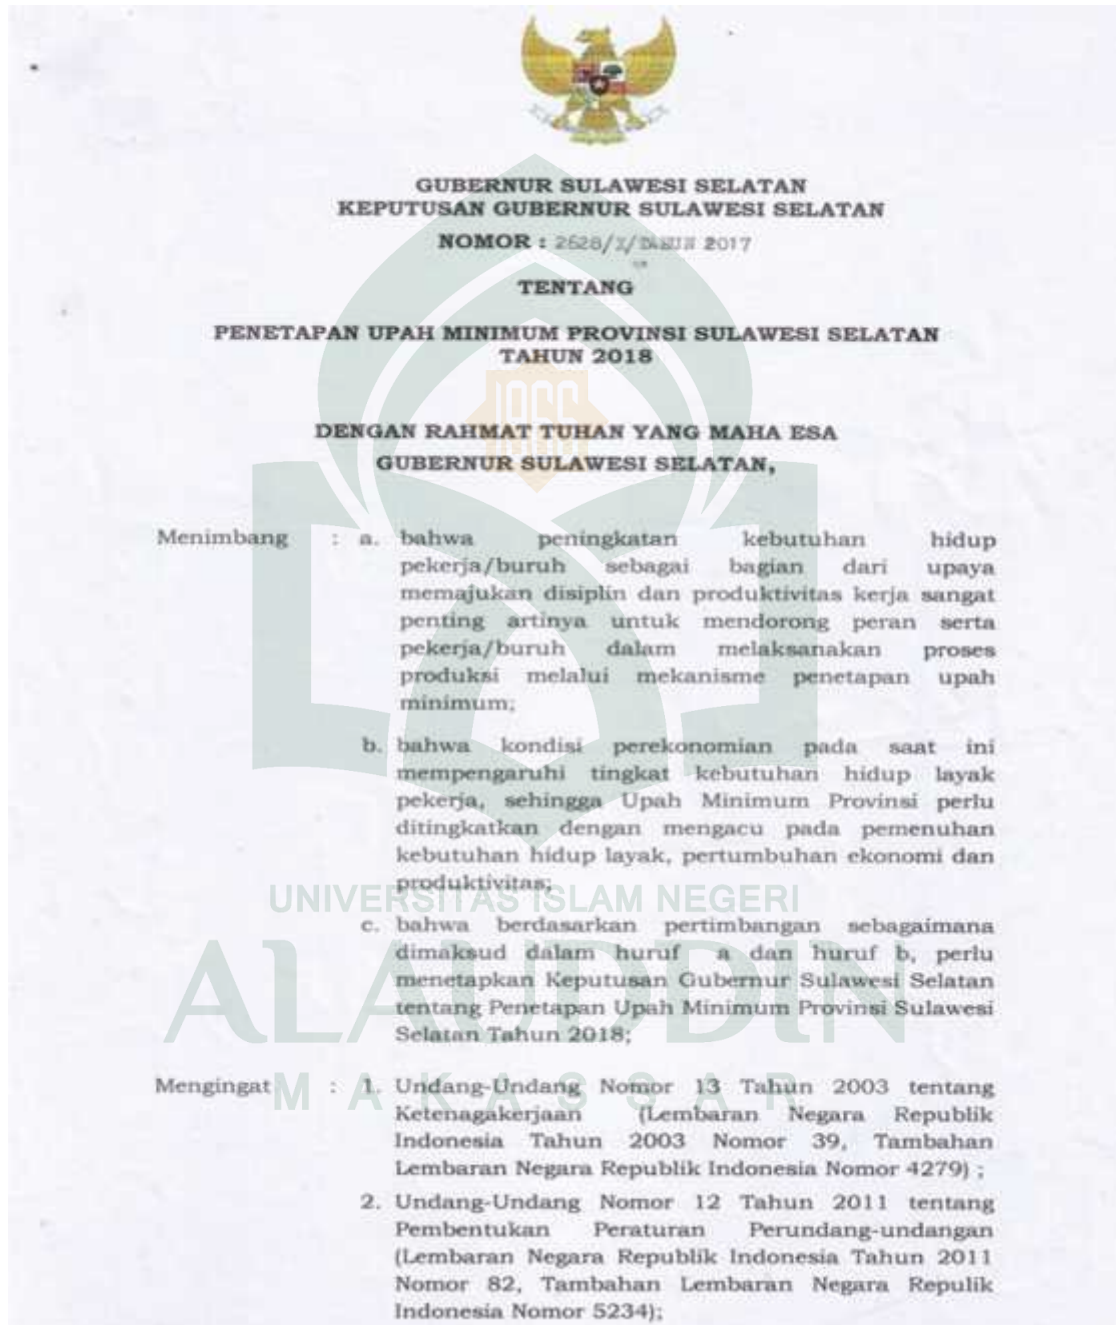 GUBERNUR SULAWESI SELATAN
KEPUTUSAN GUBERNUR SULAWESI SELATAN
NOMOR : 2628/X/TAHUN 2017
TENTANG
PENETAPAN UPAH MINIMUM PROVINSI SULAWESI SELATAN
TAHUN 2018
1965
DENGAN RAHMAT TUHAN YANG MAHA ESA
GUBERNUR SULAWESI SELATAN,
Menimbang : a. bahwa peningkatan kebutuhan hidup
pekerja/buruh sebagai bagian dari upaya
memajukan disiplin dan produktivitas kerja sangat
penting artinya untuk mendorong peran serta
pekerja/buruh dalam melaksanakan proses
produksi melalui mekanisme penetapan upah
minimum;
b. bahwa kondisi perekonomian pada saat ini
mempengaruhi tingkat kebutuhan hidup layak
pekerja, sehingga Upah Minimum Provinsi perlu
ditingkatkan dengan mengacu pada pemenuhan
kebutuhan hidup layak, pertumbuhan ekonomi dan
produktivitas;
UNIVERSITAS ISLAM NEGERI
c. bahwa berdasarkan pertimbangan sebagaimana
dimaksud dalam huruf a dan huruf b, perlu
menetapkan Keputusan Gubernur Sulawesi Selatan
tentang Penetapan Upah Minimum Provinsi Sulawesi
Selatan Tahun 2018;
ALAUDDIN
Mengingat : 1. Undang-Undang Nomor 13 Tahun 2003 tentang
Ketenagakerjaan (Lembaran Negara Republik
Indonesia Tahun 2003 Nomor 39, Tambahan
Lembaran Negara Republik Indonesia Nomor 4279) ;
MAKASSAR
2. Undang-Undang Nomor 12 Tahun 2011 tentang
Pembentukan Peraturan Perundang-undangan
(Lembaran Negara Republik Indonesia Tahun 2011
Nomor 82, Tambahan Lembaran Negara Repulik
Indonesia Nomor 5234);